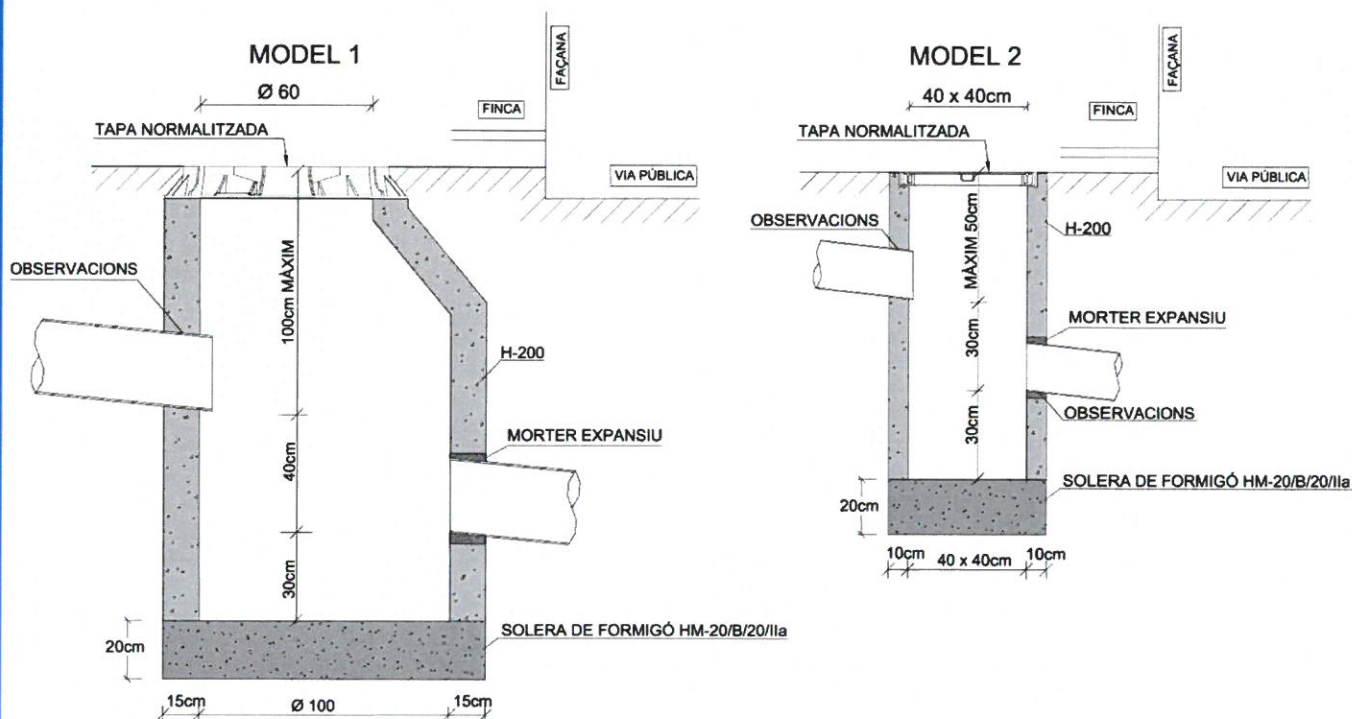 MODEL 1
Ø 60
TAPA NORMALITZADA
FINCA
FAÇANA
VIA PÚBLICA
OBSERVACIONS
100cm MÀXIM
H-200
MORTER EXPANSIU
40cm
30cm
SOLERA DE FORMIGÓ HM-20/B/20/IIa
20cm
15cm
Ø 100
15cm
MODEL 2
40 x 40cm
TAPA NORMALITZADA
FINCA
FAÇANA
VIA PÚBLICA
OBSERVACIONS
MÀXIM 50cm
H-200
MORTER EXPANSIU
30cm
OBSERVACIONS
30cm
SOLERA DE FORMIGÓ HM-20/B/20/IIa
20cm
10cm
40 x 40cm
10cm